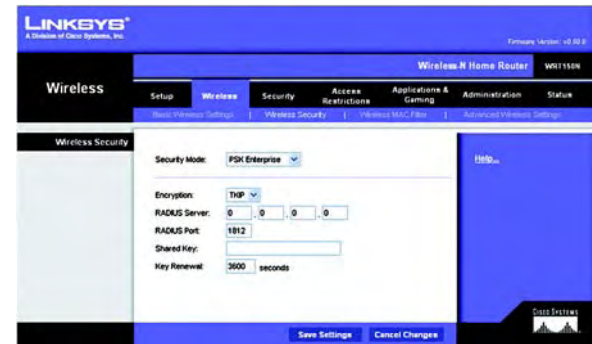 LINKSYS®
A Division of Cisco Systems, Inc.
Firmware Version: v0.00.0
Wireless-N Home Router WRT150N
Wireless
Setup Wireless Security Access Restrictions Applications & Gaming Administration Status
Basic Wireless Settings | Wireless Security | Wireless MAC Filter | Advanced Wireless Settings
Wireless Security
Security Mode: PSK Enterprise
Help...
Encryption: TKIP
RADIUS Server: 0 . 0 . 0 . 0
RADIUS Port: 1812
Shared Key:
Key Renewal: 3600 seconds
Save Settings Cancel Changes
CISCO SYSTEMS